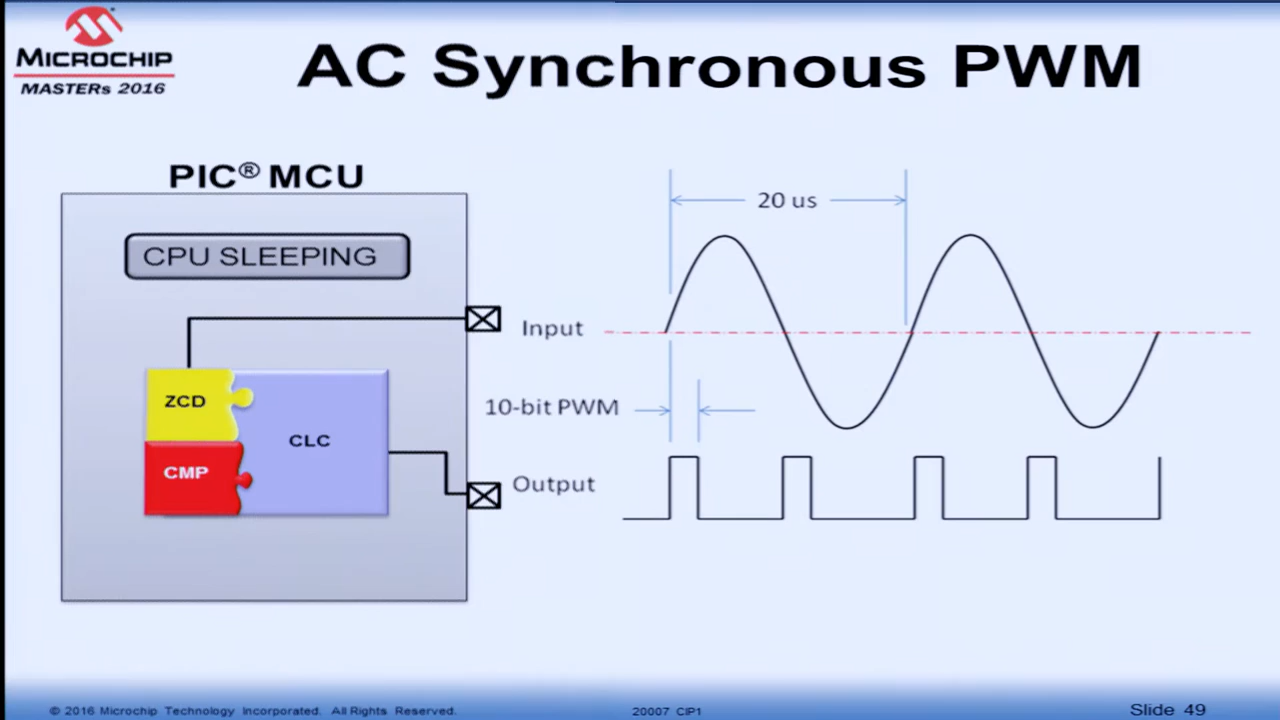 MICROCHIP
MASTERs 2016
AC Synchronous PWM
PIC® MCU
CPU SLEEPING
ZCD
CMP
CLC
20 us
Input
10-bit PWM
Output
© 2016 Microchip Technology Incorporated. All Rights Reserved.
20007 CIP1
Slide 49